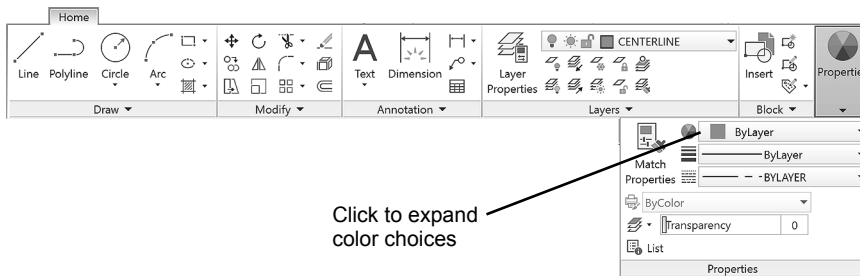 Home
Line Polyline Circle Arc
Text Dimension
Layer
Properties
CENTERLINE
Insert
Propertie
Draw Modify Annotation Layers Block
Match
Properties
ByLayer
ByLayer
BYLAYER
ByColor
Transparency 0
List
Properties
Click to expand
color choices